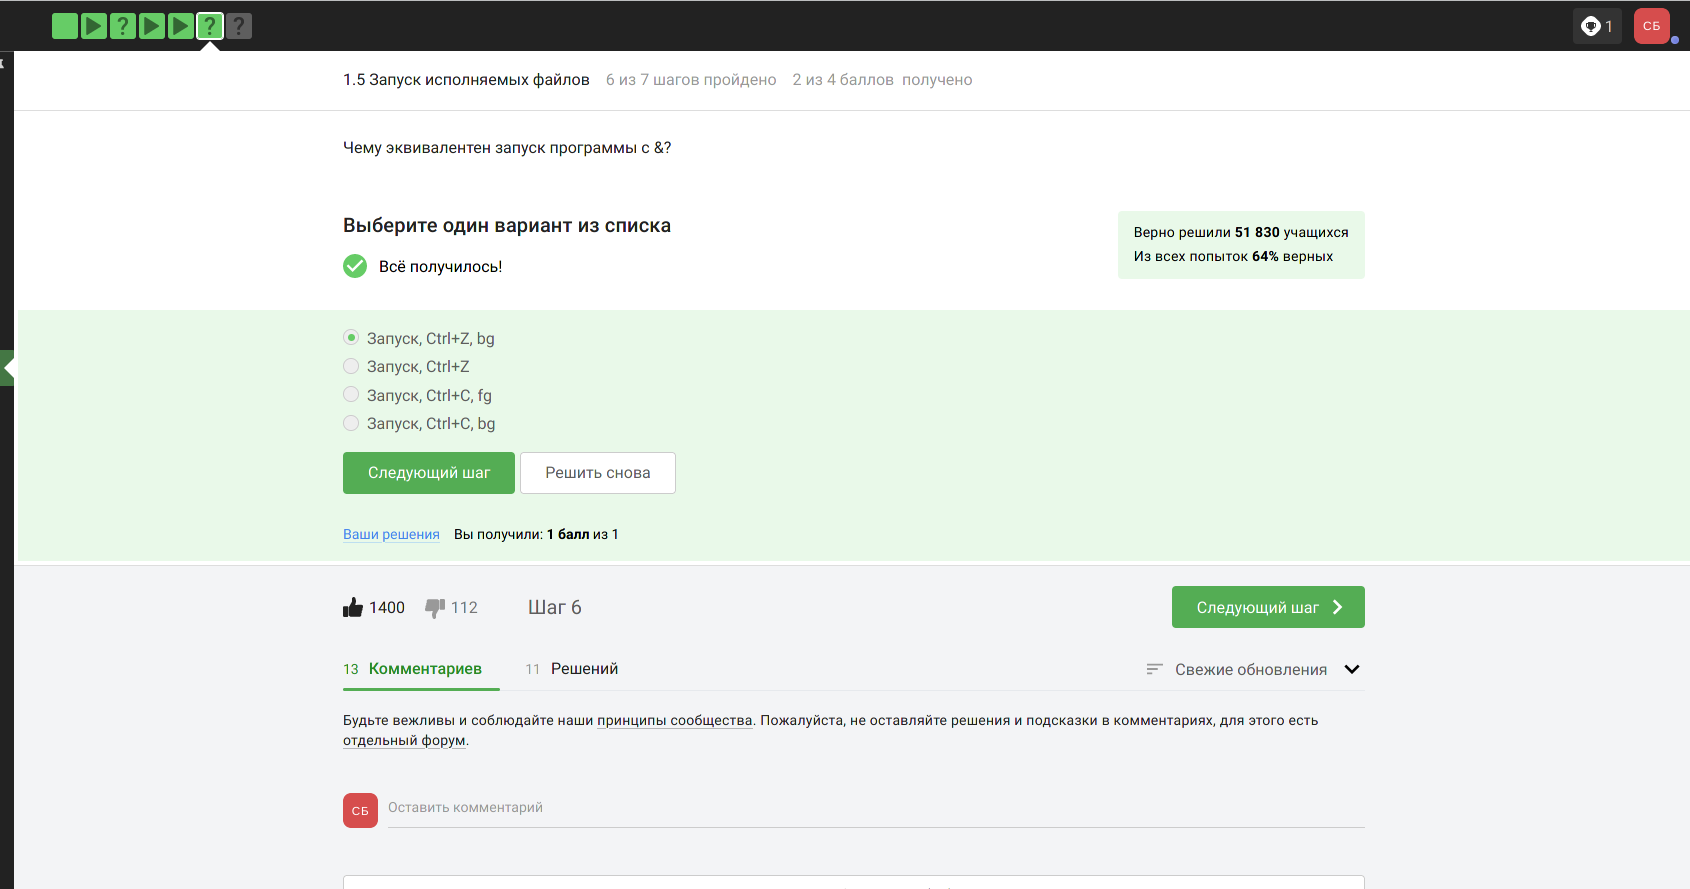 ? ? ?
1
СБ
1.5 Запуск исполняемых файлов 6 из 7 шагов пройдено 2 из 4 баллов получено
Чему эквивалентен запуск программы с &?
Выберите один вариант из списка
Всё получилось!
Верно решили 51 830 учащихся
Из всех попыток 64% верных
Запуск, Ctrl+Z, bg
Запуск, Ctrl+Z
Запуск, Ctrl+C, fg
Запуск, Ctrl+C, bg
Следующий шаг Решить снова
Ваши решения Вы получили: 1 балл из 1
1400 112 Шаг 6 Следующий шаг
13 Комментариев 11 Решений Свежие обновления
Будьте вежливы и соблюдайте наши принципы сообщества. Пожалуйста, не оставляйте решения и подсказки в комментариях, для этого есть
отдельный форум.
СБ Оставить комментарий